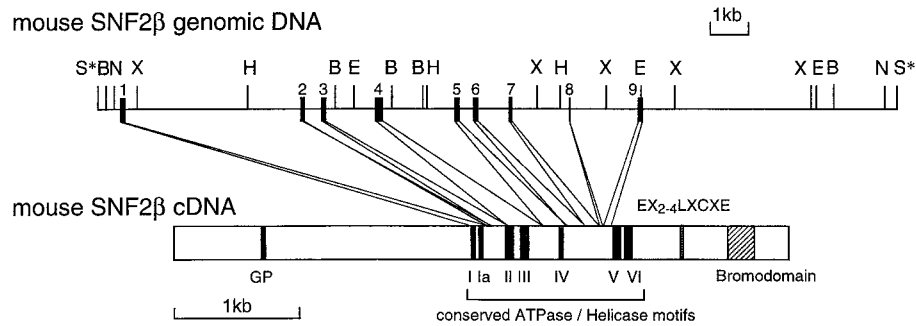 mouse SNF2β genomic DNA
1kb
S* B N X H B E B B H X H X E X X E B N S*
1 2 3 4 5 6 7 8 9
mouse SNF2β cDNA
EX₂₋₄LXCXE
GP I Ia II III IV V VI Bromodomain
1kb
conserved ATPase / Helicase motifs